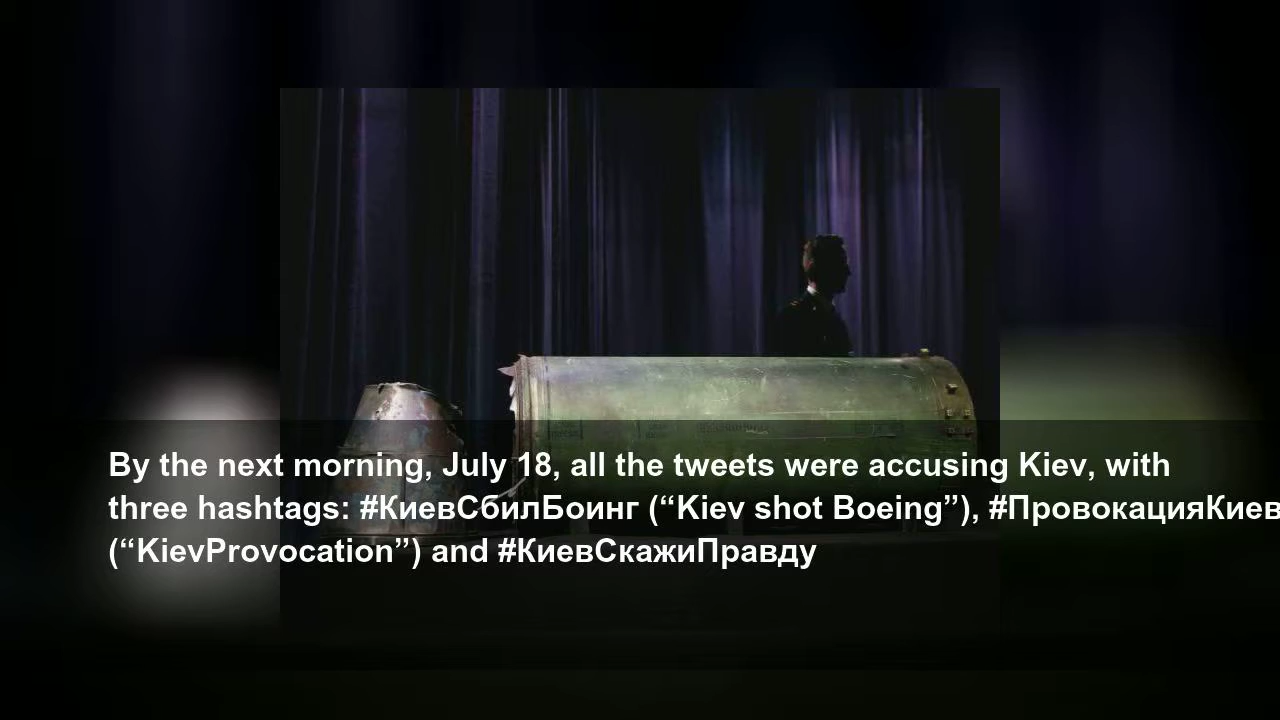 By the next morning, July 18, all the tweets were accusing Kiev, with
three hashtags: #КиевСбилБоинг (“Kiev shot Boeing”), #ПровокацияКиев
(“KievProvocation”) and #КиевСкажиПравду